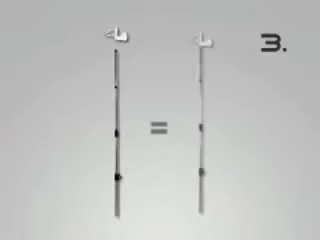 =
3.